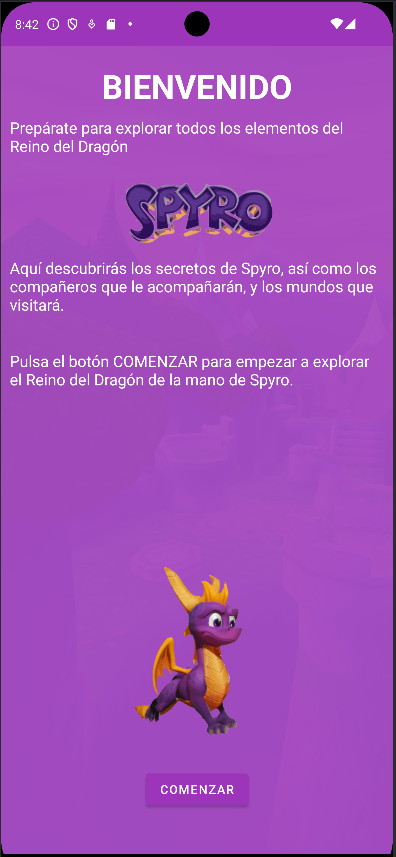 8:42
BIENVENIDO
Prepárate para explorar todos los elementos del
Reino del Dragón
SPYRO
Aquí descubrirás los secretos de Spyro, así como los
compañeros que le acompañarán, y los mundos que
visitará.
Pulsa el botón COMENZAR para empezar a explorar
el Reino del Dragón de la mano de Spyro.
COMENZAR